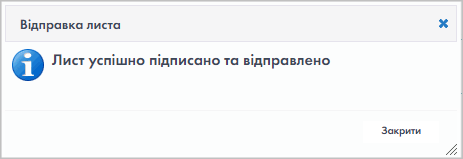 Відправка листа
Лист успішно підписано та відправлено
Закрити